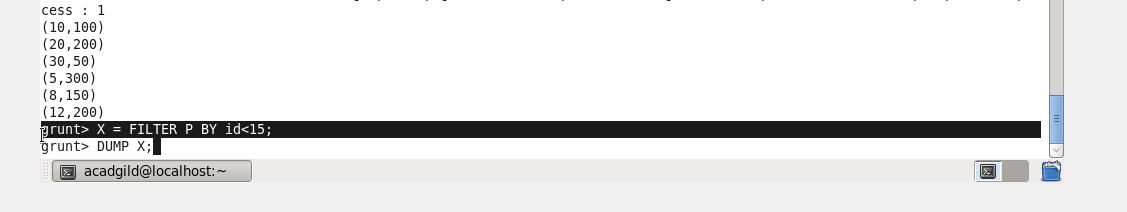 cess : 1
(10,100)
(20,200)
(30,50)
(5,300)
(8,150)
(12,200)
grunt> X = FILTER P BY id<15;
grunt> DUMP X;
acadgild@localhost:~